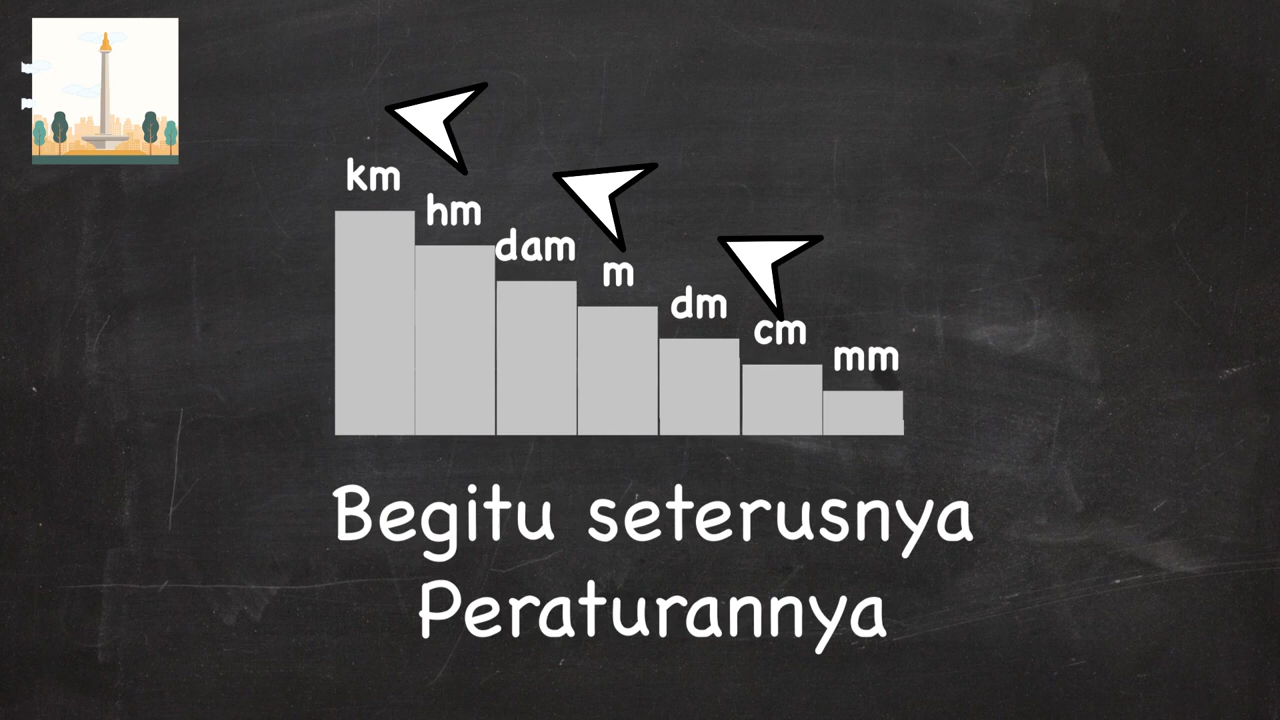 km
hm
dam
m
dm
cm
mm
Begitu seterusnya
Peraturannya